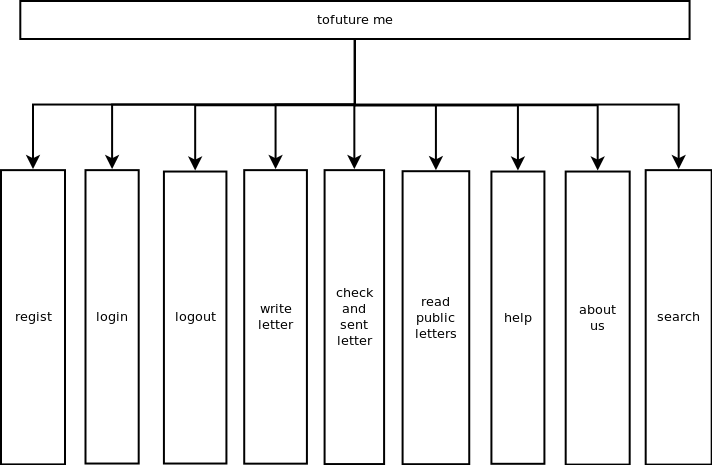 tofuture me
regist
login
logout
write
letter
check
and
sent
letter
read
public
letters
help
about
us
search